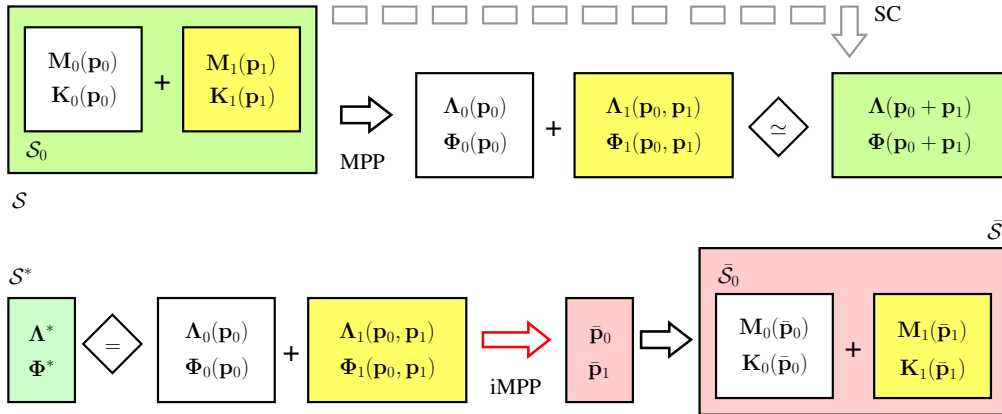 SC
M₀(p₀) + M₁(p₁)
K₀(p₀) K₁(p₁)
S₀
S
MPP
Λ₀(p₀) + Λ₁(p₀, p₁) ≃ Λ(p₀ + p₁)
Φ₀(p₀) Φ₁(p₀, p₁) Φ(p₀ + p₁)
S*
Λ* = Λ₀(p₀) + Λ₁(p₀, p₁)
Φ* Φ₀(p₀) Φ₁(p₀, p₁)
iMPP
p̄₀
p̄₁
S̄
S̄₀
M₀(p̄₀) + M₁(p̄₁)
K₀(p̄₀) K₁(p̄₁)